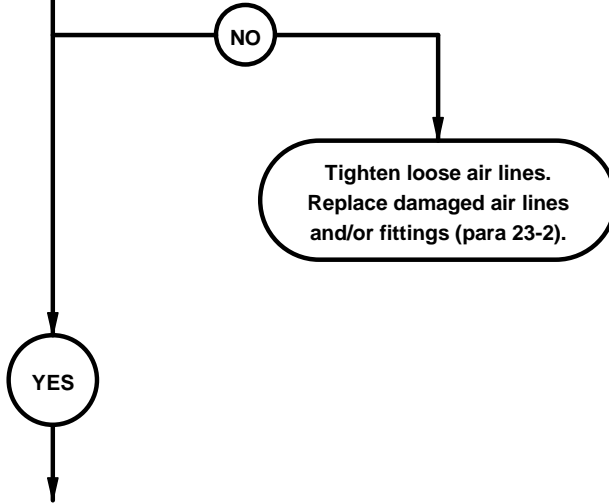 NO
Tighten loose air lines.
Replace damaged air lines
and/or fittings (para 23-2).
YES